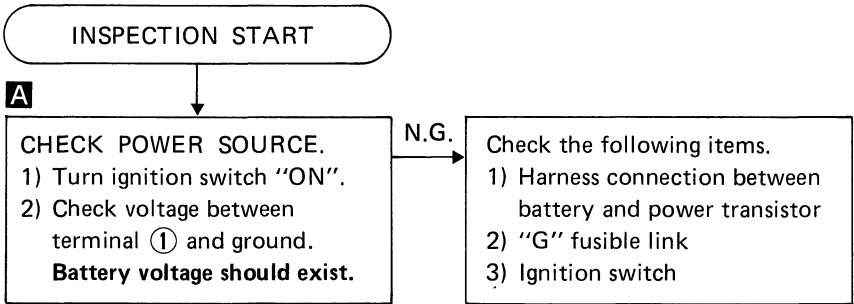 INSPECTION START
A
CHECK POWER SOURCE.
1) Turn ignition switch "ON".
2) Check voltage between
terminal ① and ground.
Battery voltage should exist.
N.G.
Check the following items.
1) Harness connection between
battery and power transistor
2) "G" fusible link
3) Ignition switch